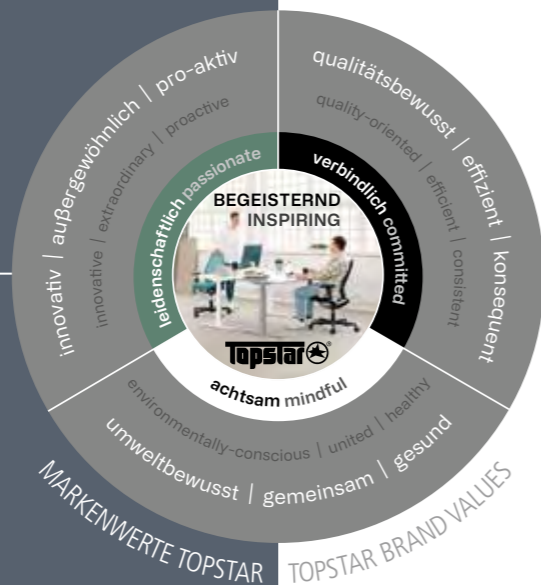 innovativ | außergewöhnlich | pro-aktiv
innovative | extraordinary | proactive
qualitätsbewusst | effizient | konsequent
quality-oriented | efficient | consistent
leidenschaftlich passionate
verbindlich committed
BEGEISTERND
INSPIRING
Topstar
achtsam mindful
environmentally-conscious | united | healthy
umweltbewusst | gemeinsam | gesund
MARKENWERTE TOPSTAR
TOPSTAR BRAND VALUES